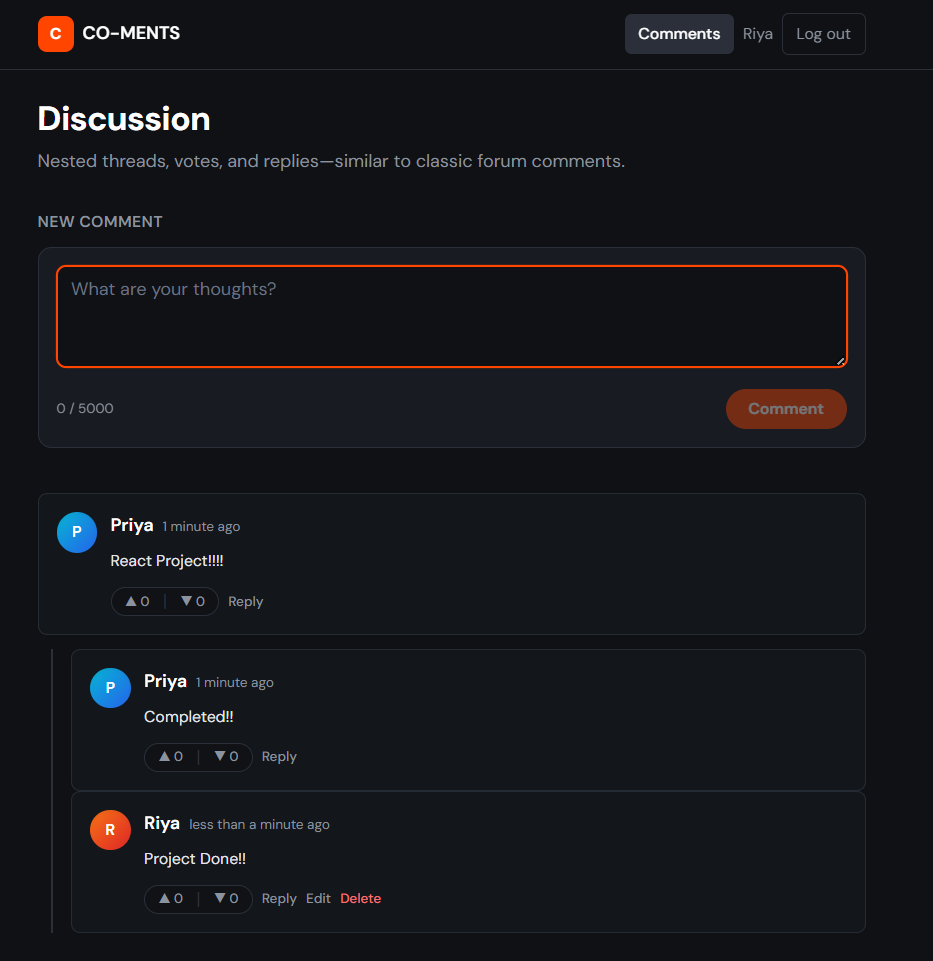 C CO-MENTS Comments Riya Log out
Discussion
Nested threads, votes, and replies—similar to classic forum comments.
NEW COMMENT
What are your thoughts?
0 / 5000 Comment
P Priya 1 minute ago
React Project!!!!
▲ 0 | ▼ 0 Reply
P Priya 1 minute ago
Completed!!
▲ 0 | ▼ 0 Reply
R Riya less than a minute ago
Project Done!!
▲ 0 | ▼ 0 Reply Edit Delete